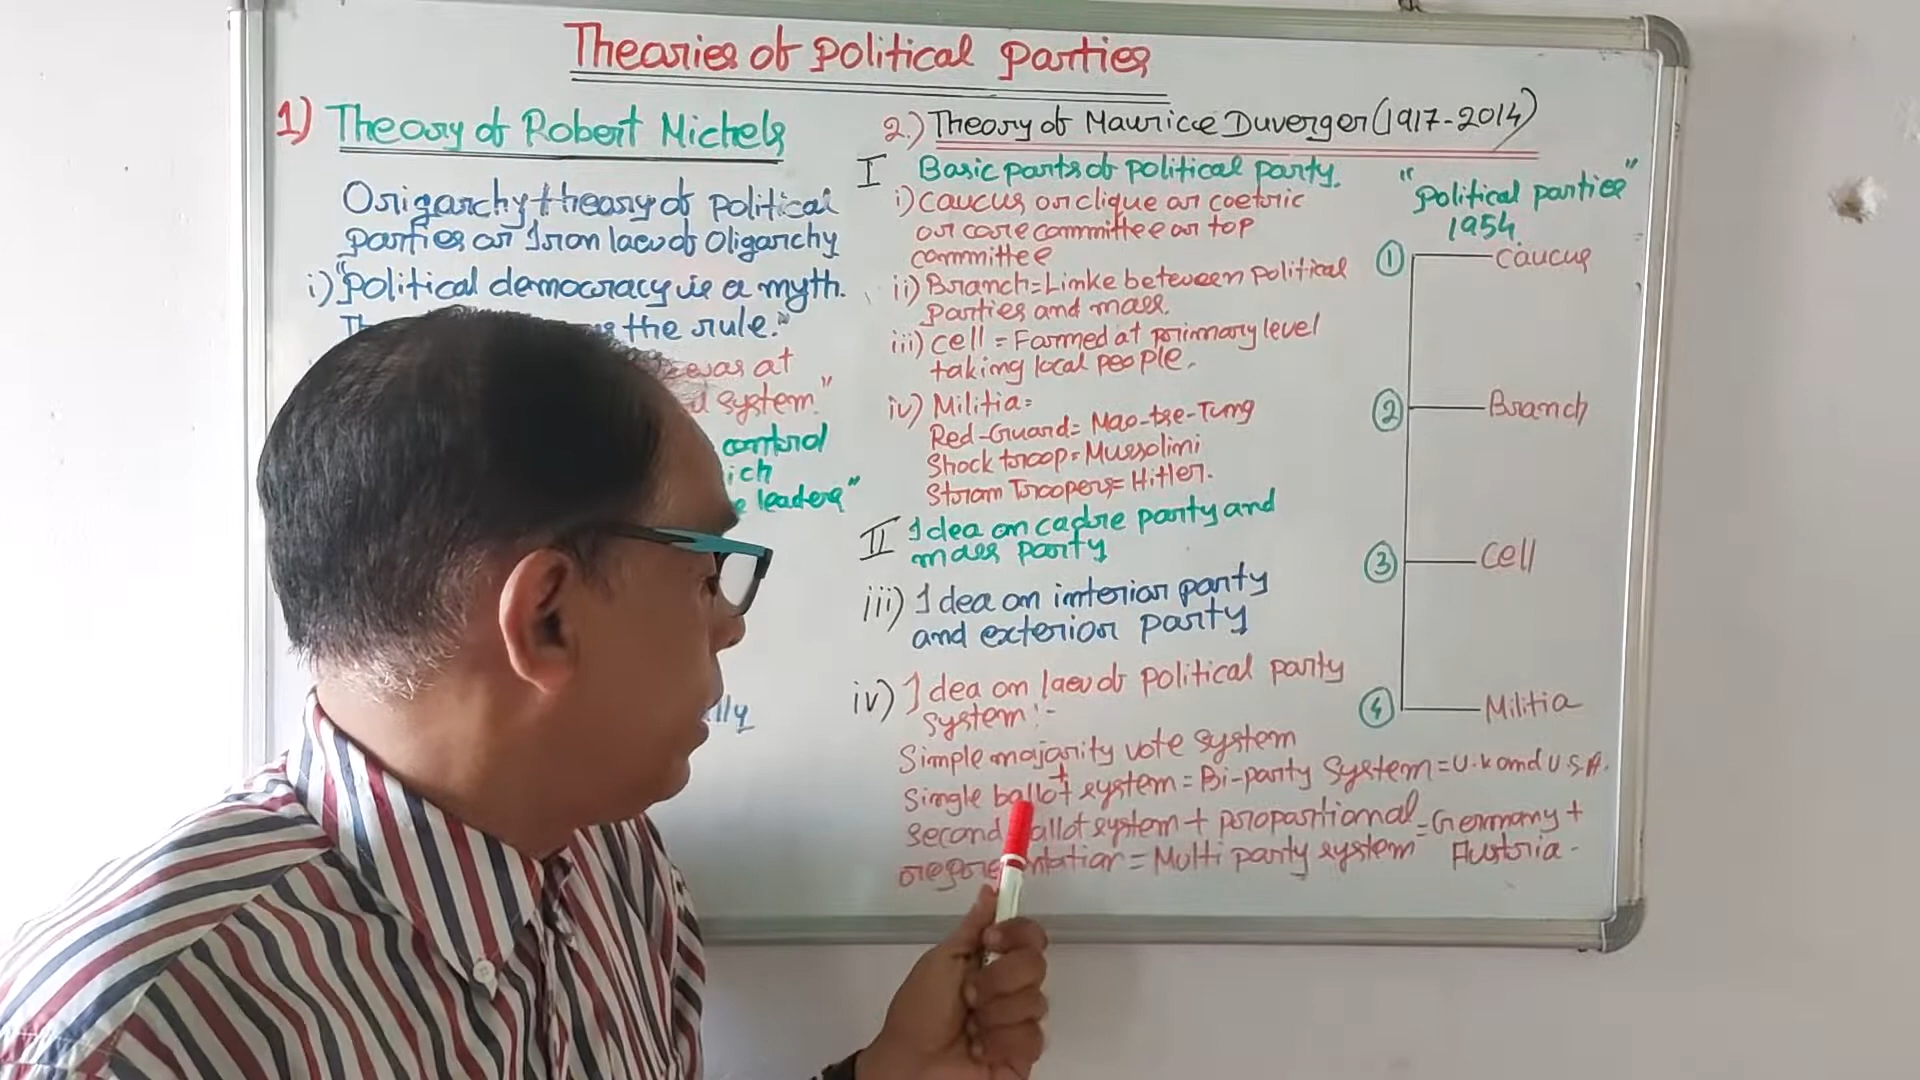 Theories of political parties
1) Theory of Robert Michels
Origarchy theory of political
parties or Iron law of Oligarchy
i) "Political democracy is a myth.
the rule."
was at
system."
control
ich
leaders"
lly
2.) Theory of Maurice Duverger (1917-2014)
I Basic parts of political party.
i) Caucus or clique or coetric
or core committee or top
committee
ii) Branch = Linke between political
parties and mass.
iii) Cell = Formed at primmary level
taking local people.
iv) Militia=
Red-Guard = Mao-tse-Tung
Shock troop = Mussolini
Strom Troopers = Hitler.
II Idea on cadre party and
mass party
iii) Idea on interior party
and exterior party
iv) Idea on law of political party
system:-
Simple majority vote system
+
Single ballot system = Bi-party System = U.K and U.S.A.
Second ballot system + proportional = Germany +
representation = Multi party system Austria.
"Political parties"
1954
1 Caucus
2 Branch
3 Cell
4 Militia